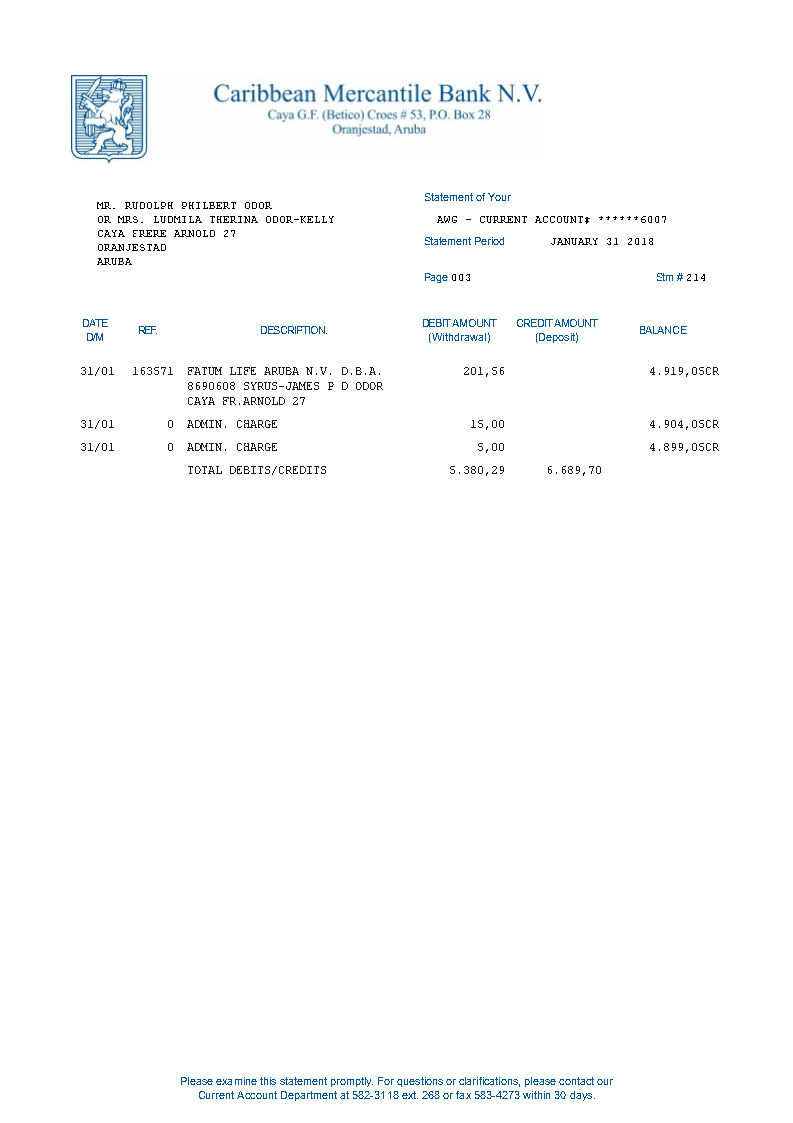 Caribbean Mercantile Bank N.V.
Caya G.F. (Betico) Croes # 53, P.O. Box 28
Oranjestad, Aruba
MR. RUDOLPH PHILBERT ODOR
OR MRS. LUDMILA THERINA ODOR-KELLY
CAYA FRERE ARNOLD 27
ORANJESTAD
ARUBA
Statement of Your
AWG - CURRENT ACCOUNT# ******6007
Statement Period JANUARY 31 2018
Page 003 Stm # 214
DATE D/M REF. DESCRIPTION. DEBIT AMOUNT (Withdrawal) CREDIT AMOUNT (Deposit) BALANCE
31/01 163571 FATUM LIFE ARUBA N.V. D.B.A. 201,56 4.919,05CR
8690608 SYRUS-JAMES P D ODOR
CAYA FR.ARNOLD 27
31/01 0 ADMIN. CHARGE 15,00 4.904,05CR
31/01 0 ADMIN. CHARGE 5,00 4.899,05CR
TOTAL DEBITS/CREDITS 5.380,29 6.689,70
Please examine this statement promptly. For questions or clarifications, please contact our
Current Account Department at 582-3118 ext. 268 or fax 583-4273 within 30 days.